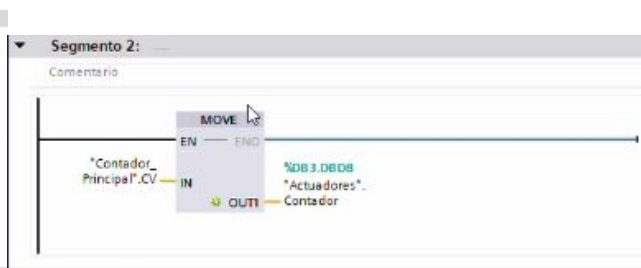 Segmento 2: ....
Comentario
MOVE
EN ENO
"Contador_
Principal".CV
IN
%DB3.DBD8
"Actuadores".
Contador
OUT1